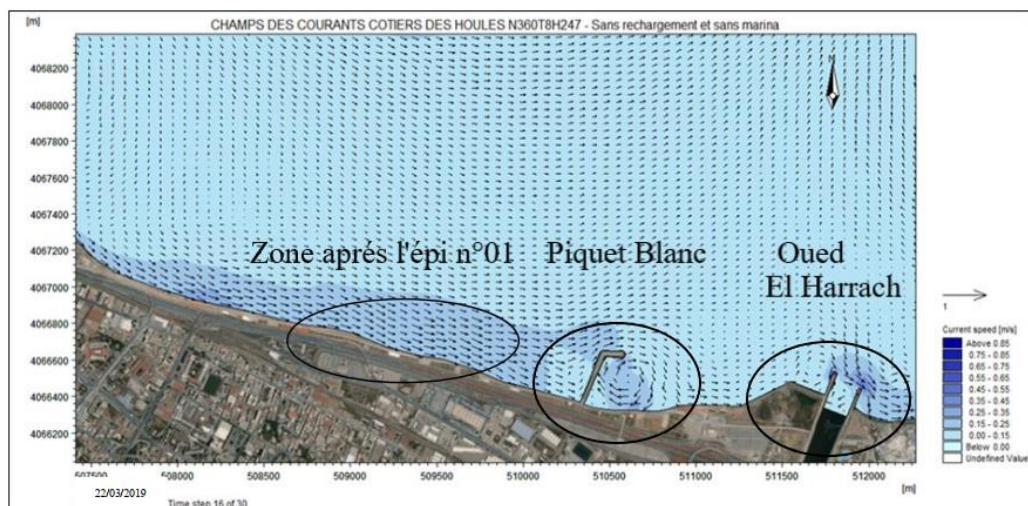 [m]
CHAMPS DES COURANTS COTIERS DES HOULES N360T8H247 - Sans rechargement et sans marina
4068200
4068000
4067800
4067600
4067400
4067200
4067000
4066800
4066600
4066400
4066200
N
Zone aprés l'épi n°01
Piquet Blanc
Oued
El Harrach
1
Current speed [m/s]
Above 0.85
0.75 - 0.85
0.65 - 0.75
0.55 - 0.65
0.45 - 0.55
0.35 - 0.45
0.25 - 0.35
0.15 - 0.25
0.00 - 0.15
Below 0.00
Undefined Value
507500 508000 508500 509000 509500 510000 510500 511000 511500 512000
[m]
22/03/2019
Time step 16 of 30